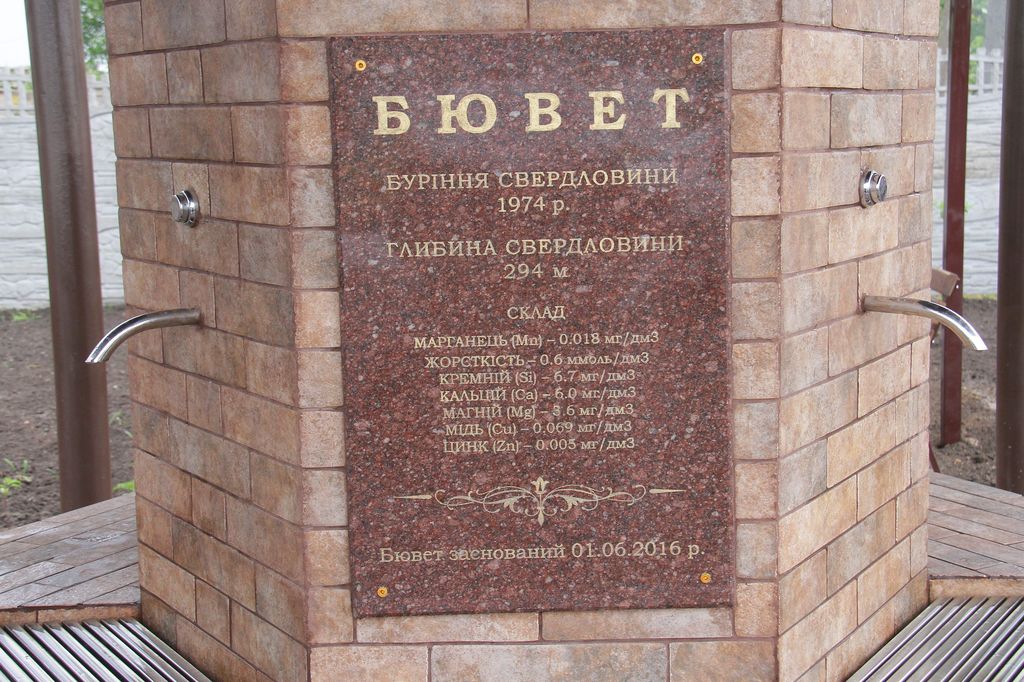 БЮВЕТ
БУРІННЯ СВЕРДЛОВИНИ
1974 р.
ГЛИБИНА СВЕРДЛОВИНИ
294 м
СКЛАД
МАРГАНЕЦЬ (Mn) – 0.018 мг/дм3
ЖОРСТКІСТЬ – 0.6 ммоль/дм3
КРЕМНІЙ (Si) – 6.7 мг/дм3
КАЛЬЦІЙ (Ca) – 6.0 мг/дм3
МАГНІЙ (Mg) – 3.6 мг/дм3
МІДЬ (Cu) – 0.069 мг/дм3
ЦИНК (Zn) – 0.005 мг/дм3
Бювет заснований 01.06.2016 р.